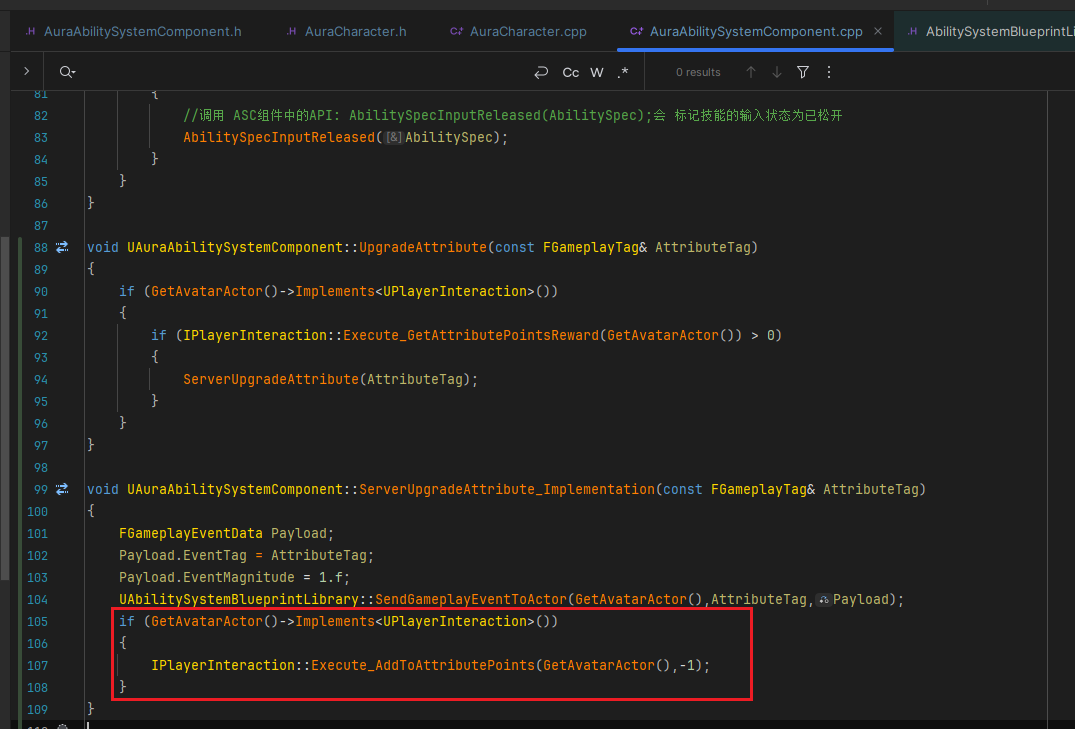 .H AuraAbilitySystemComponent.h .H AuraCharacter.h C+ AuraCharacter.cpp C+ AuraAbilitySystemComponent.cpp × .H AbilitySystemBlueprintLi
Cc W .* 0 results
81 {
82 //调用 ASC组件中的API: AbilitySpecInputReleased(AbilitySpec);会 标记技能的输入状态为已松开
83 AbilitySpecInputReleased([&]AbilitySpec);
84 }
85 }
86 }
87
88 void UAuraAbilitySystemComponent::UpgradeAttribute(const FGameplayTag& AttributeTag)
89 {
90 if (GetAvatarActor()->Implements<UPlayerInteraction>())
91 {
92 if (IPlayerInteraction::Execute_GetAttributePointsReward(GetAvatarActor()) > 0)
93 {
94 ServerUpgradeAttribute(AttributeTag);
95 }
96 }
97 }
98
99 void UAuraAbilitySystemComponent::ServerUpgradeAttribute_Implementation(const FGameplayTag& AttributeTag)
100 {
101 FGameplayEventData Payload;
102 Payload.EventTag = AttributeTag;
103 Payload.EventMagnitude = 1.f;
104 UAbilitySystemBlueprintLibrary::SendGameplayEventToActor(GetAvatarActor(),AttributeTag,Payload);
105 if (GetAvatarActor()->Implements<UPlayerInteraction>())
106 {
107 IPlayerInteraction::Execute_AddToAttributePoints(GetAvatarActor(),-1);
108 }
109 }